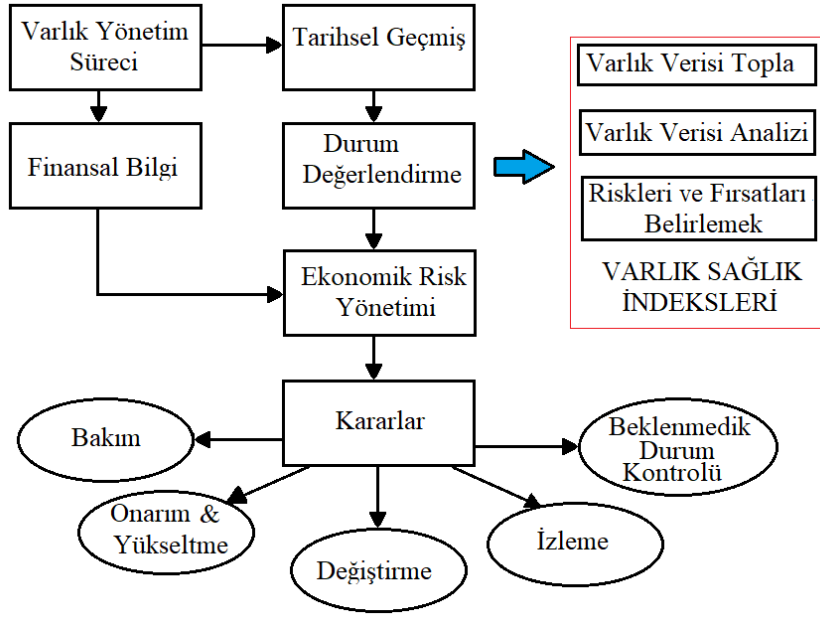 Varlık Yönetim
Süreci
Tarihsel Geçmiş
Finansal Bilgi
Durum
Değerlendirme
Ekonomik Risk
Yönetimi
Kararlar
Bakım
Onarım &
Yükseltme
Değiştirme
İzleme
Beklenmedik
Durum
Kontrolü
Varlık Verisi Topla
Varlık Verisi Analizi
Riskleri ve Fırsatları
Belirlemek
VARLIK SAĞLIK
İNDEKSLERİ